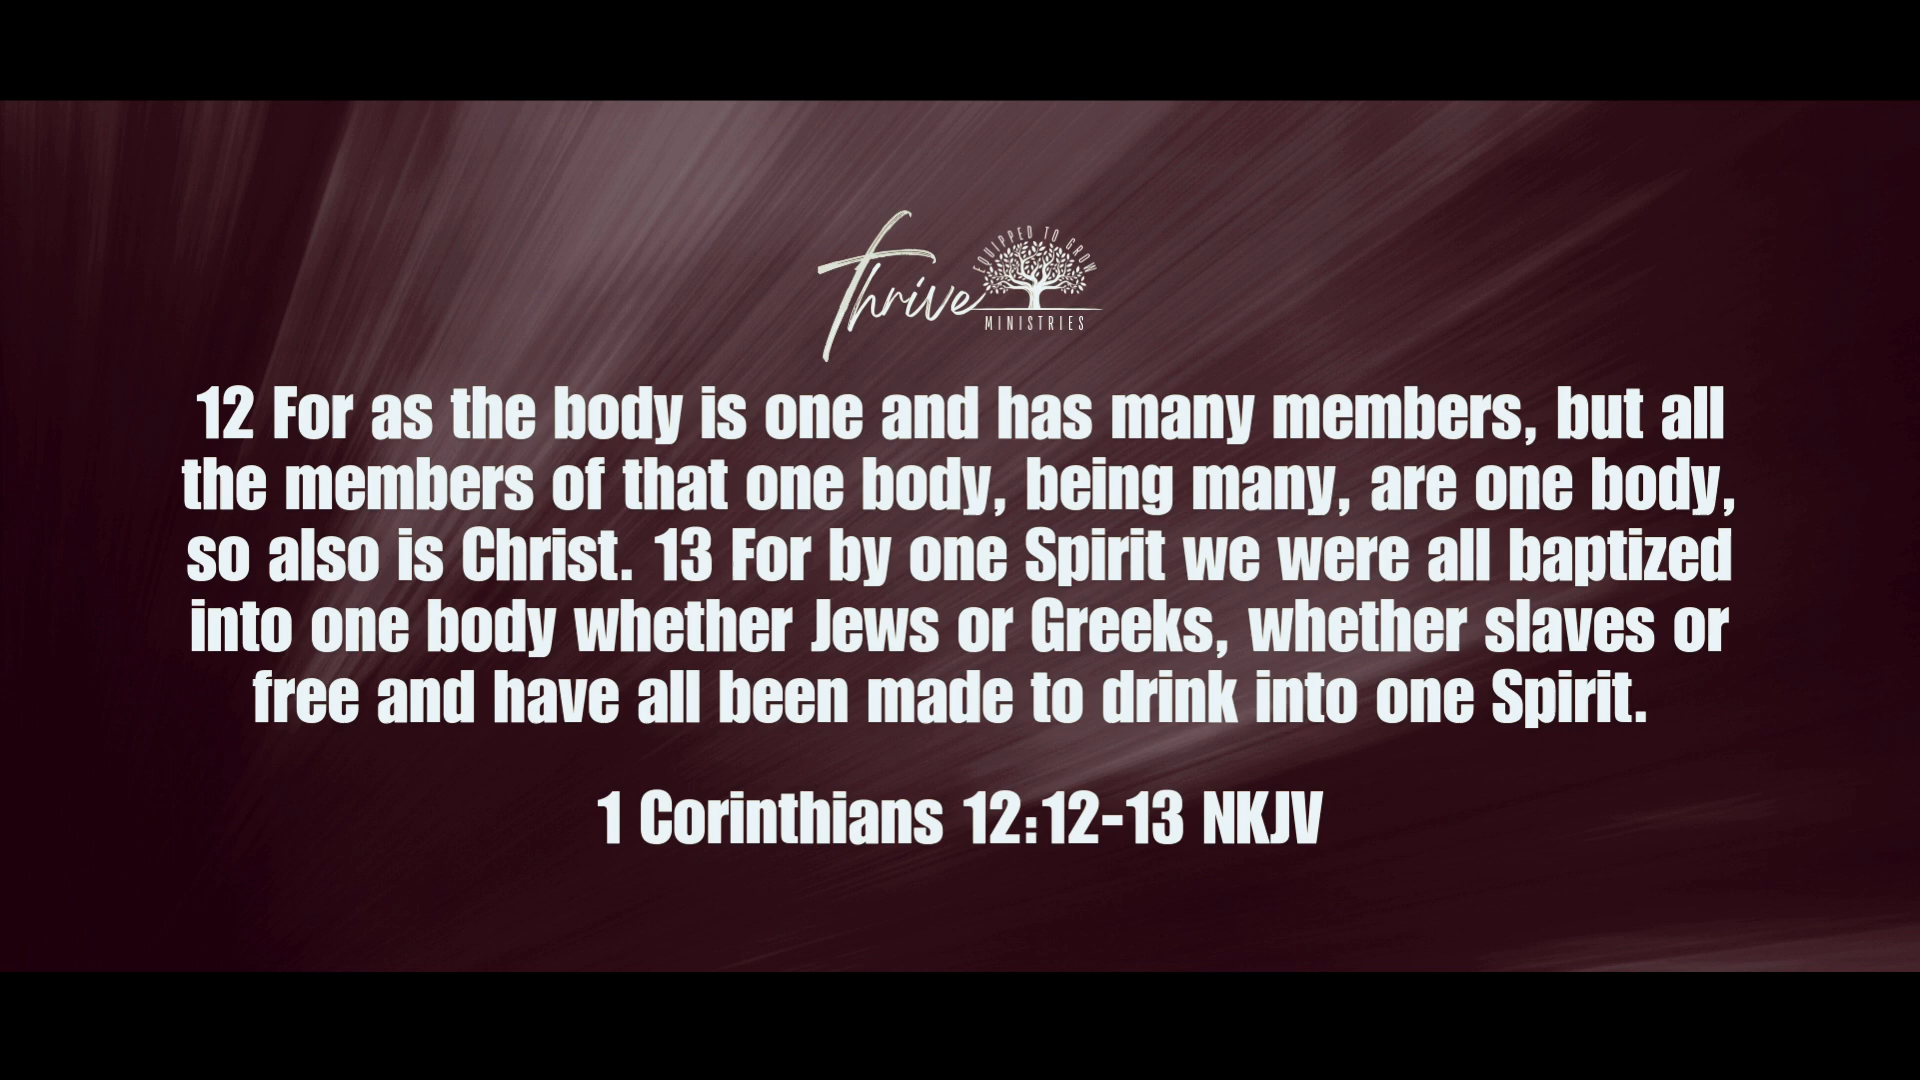 Thrive
EQUIPPED TO GROW
MINISTRIES
12 For as the body is one and has many members, but all
the members of that one body, being many, are one body,
so also is Christ. 13 For by one Spirit we were all baptized
into one body whether Jews or Greeks, whether slaves or
free and have all been made to drink into one Spirit.
1 Corinthians 12:12-13 NKJV